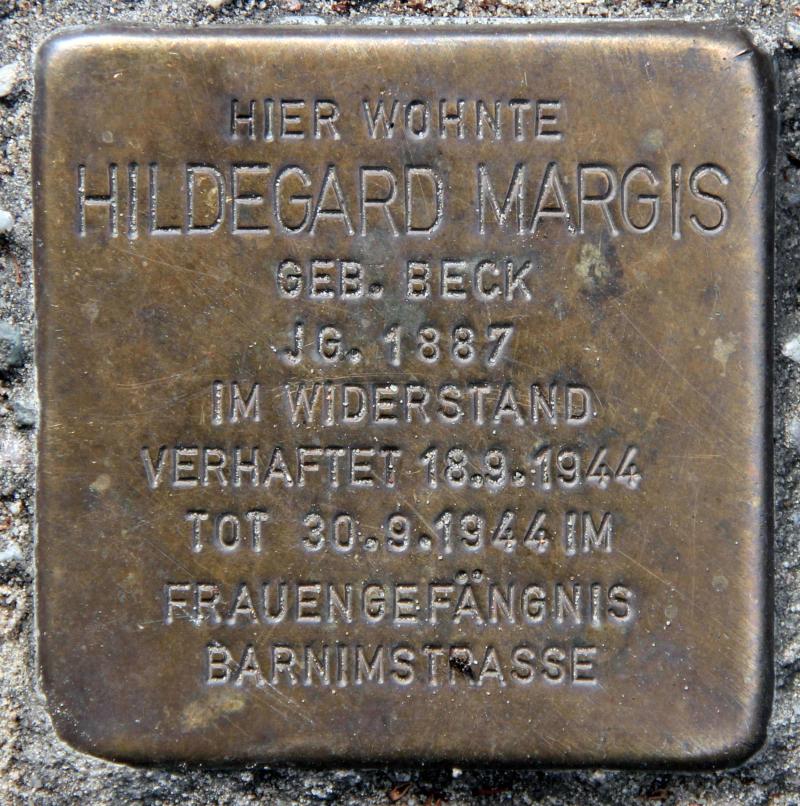 HIER WOHNTE
HILDEGARD MARGIS
GEB. BECK
JG. 1887
IM WIDERSTAND
VERHAFTET 18.9.1944
TOT 30.9.1944 IM
FRAUENGEFÄNGNIS
BARNIMSTRASSE